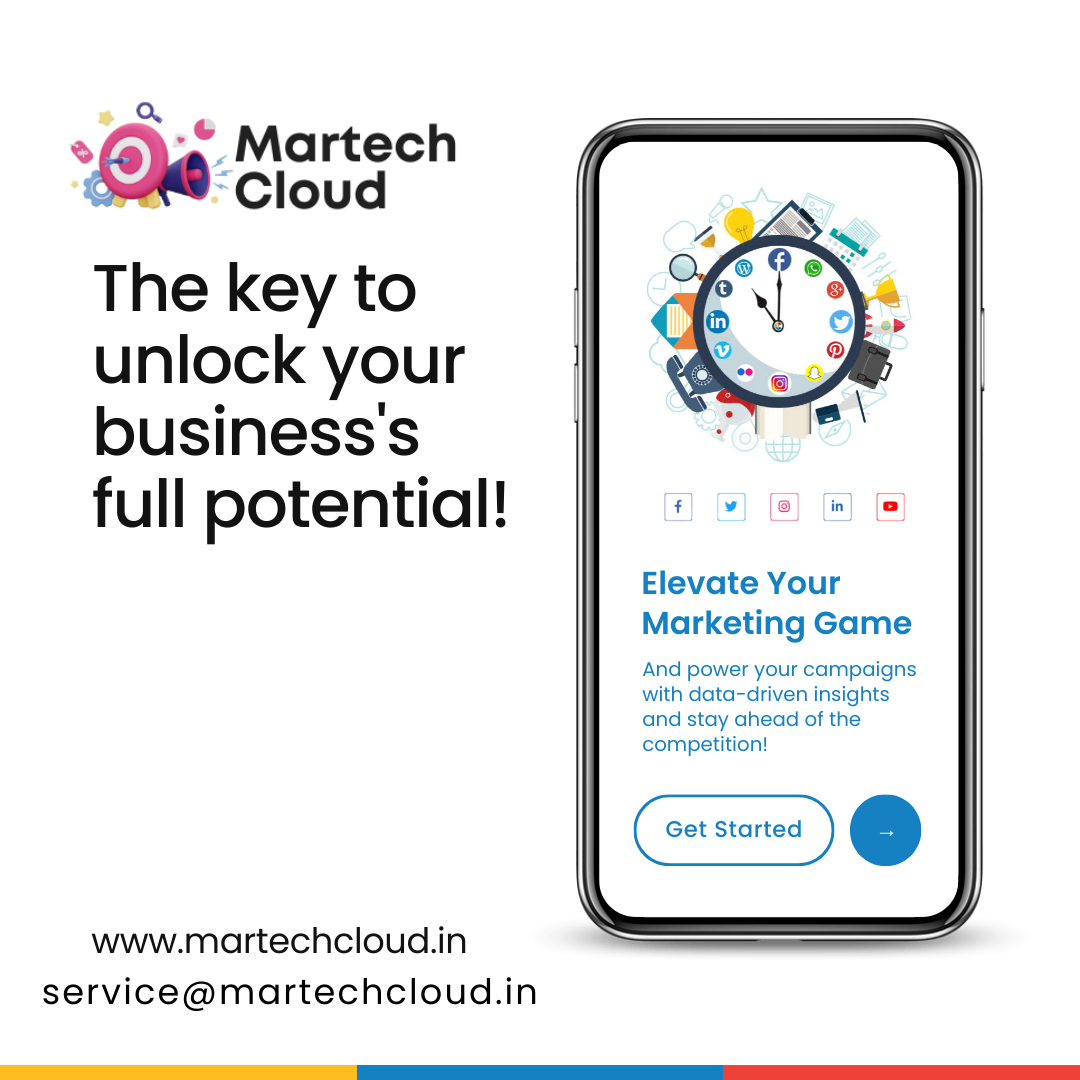 Martech
Cloud
The key to
unlock your
business's
full potential!
www.martechcloud.in
service@martechcloud.in
Elevate Your
Marketing Game
And power your campaigns
with data-driven insights
and stay ahead of the
competition!
Get Started →